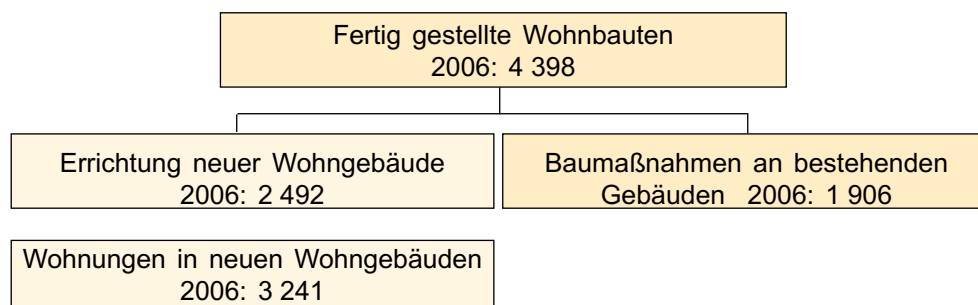 Fertig gestellte Wohnbauten
2006: 4 398
Errichtung neuer Wohngebäude
2006: 2 492
Baumaßnahmen an bestehenden
Gebäuden 2006: 1 906
Wohnungen in neuen Wohngebäuden
2006: 3 241